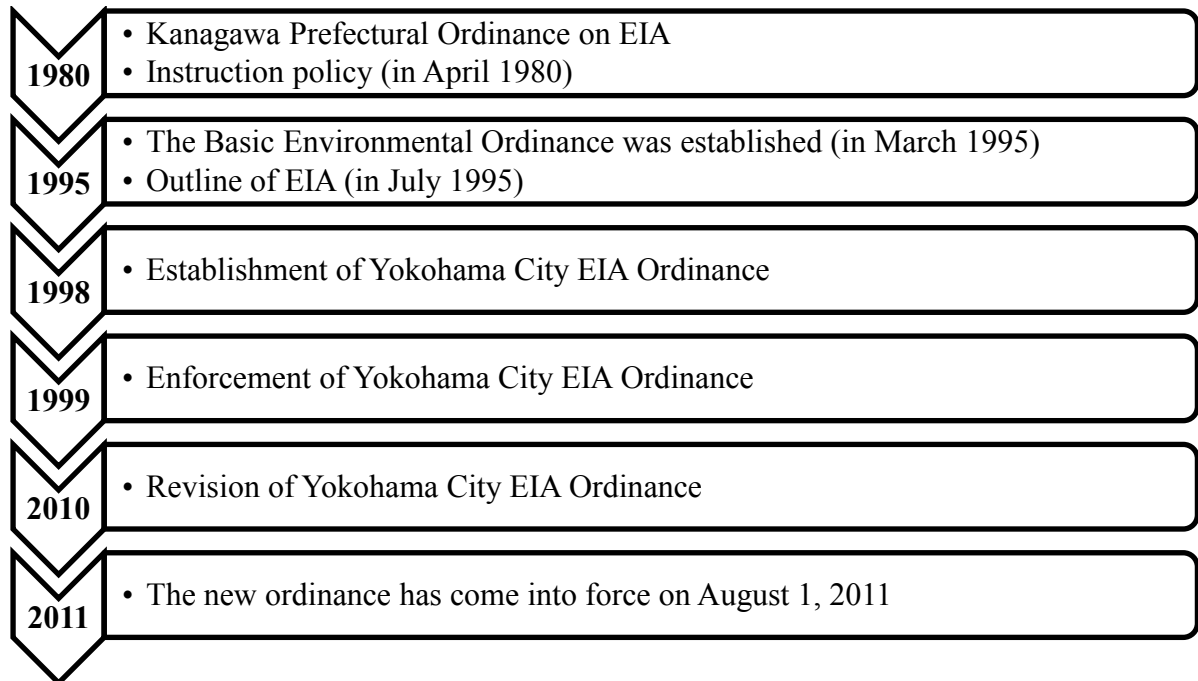 1980
• Kanagawa Prefectural Ordinance on EIA
• Instruction policy (in April 1980)
1995
• The Basic Environmental Ordinance was established (in March 1995)
• Outline of EIA (in July 1995)
1998
• Establishment of Yokohama City EIA Ordinance
1999
• Enforcement of Yokohama City EIA Ordinance
2010
• Revision of Yokohama City EIA Ordinance
2011
• The new ordinance has come into force on August 1, 2011